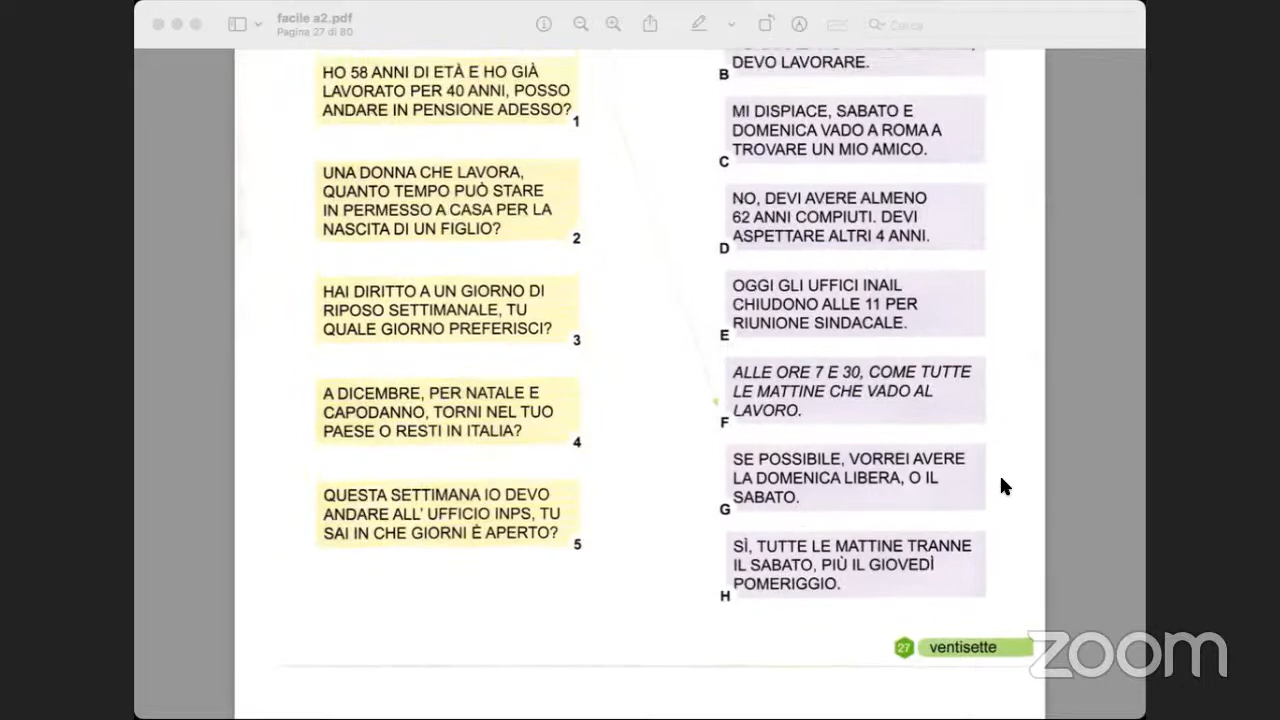 facile a2.pdf
Pagina 27 di 80
Cerca
HO 58 ANNI DI ETÀ E HO GIÀ
LAVORATO PER 40 ANNI, POSSO
ANDARE IN PENSIONE ADESSO?
1
UNA DONNA CHE LAVORA,
QUANTO TEMPO PUÒ STARE
IN PERMESSO A CASA PER LA
NASCITA DI UN FIGLIO?
2
HAI DIRITTO A UN GIORNO DI
RIPOSO SETTIMANALE, TU
QUALE GIORNO PREFERISCI?
3
A DICEMBRE, PER NATALE E
CAPODANNO, TORNI NEL TUO
PAESE O RESTI IN ITALIA?
4
QUESTA SETTIMANA IO DEVO
ANDARE ALL' UFFICIO INPS, TU
SAI IN CHE GIORNI È APERTO?
5
DEVO LAVORARE.
B
MI DISPIACE, SABATO E
DOMENICA VADO A ROMA A
TROVARE UN MIO AMICO.
C
NO, DEVI AVERE ALMENO
62 ANNI COMPIUTI. DEVI
ASPETTARE ALTRI 4 ANNI.
D
OGGI GLI UFFICI INAIL
CHIUDONO ALLE 11 PER
RIUNIONE SINDACALE.
E
ALLE ORE 7 E 30, COME TUTTE
LE MATTINE CHE VADO AL
LAVORO.
F
SE POSSIBILE, VORREI AVERE
LA DOMENICA LIBERA, O IL
SABATO.
G
SÌ, TUTTE LE MATTINE TRANNE
IL SABATO, PIÙ IL GIOVEDÌ
POMERIGGIO.
H
27 ventisette
zoom